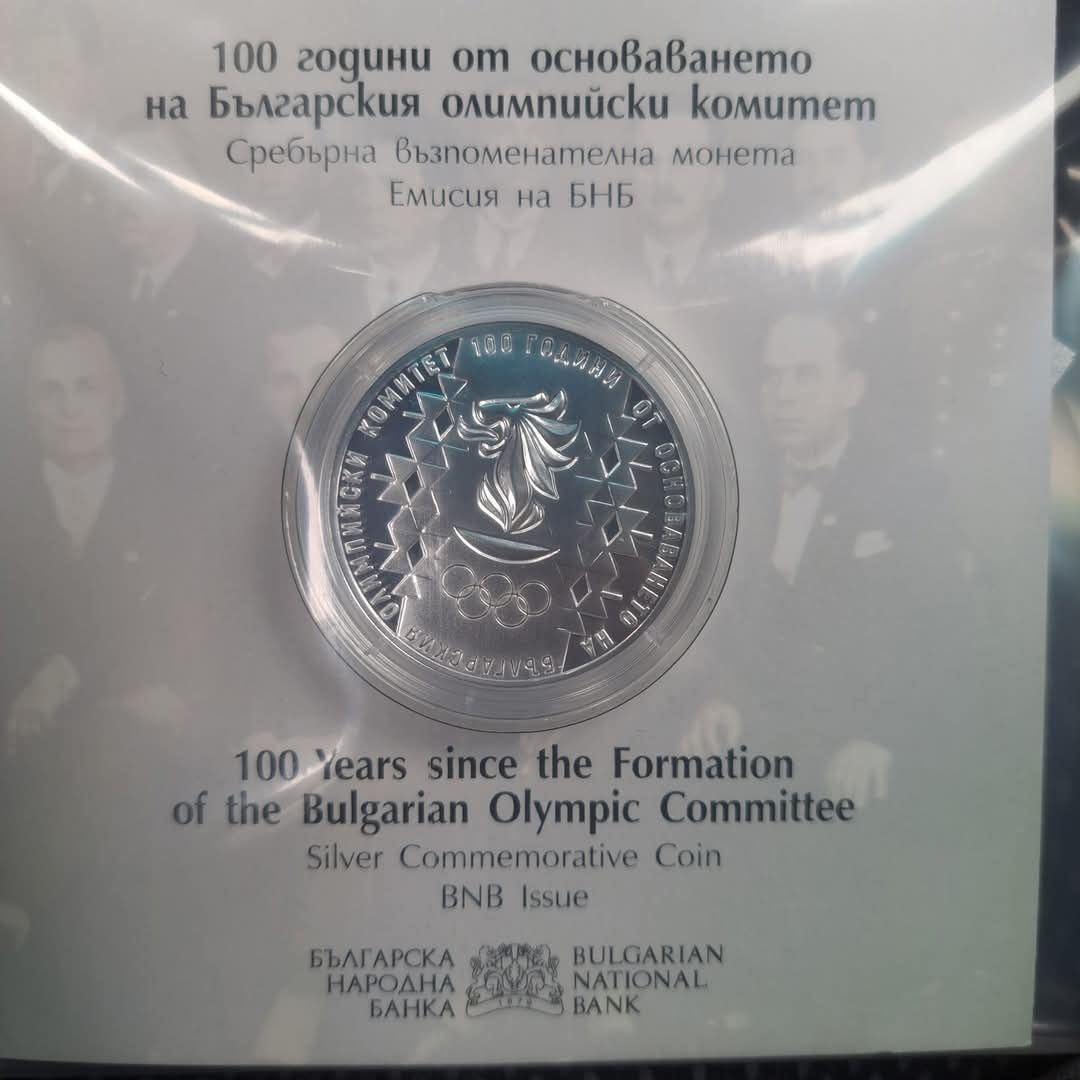 100 години от основаването
на Българския олимпийски комитет
Сребърна възпоменателна монета
Емисия на БНБ
100 ГОДИНИ ОТ ОСНОВАВАНЕТО НА БЪЛГАРСКИЯ ОЛИМПИЙСКИ КОМИТЕТ
100 Years since the Formation
of the Bulgarian Olympic Committee
Silver Commemorative Coin
BNB Issue
БЪЛГАРСКА
НАРОДНА
БАНКА
1879
BULGARIAN
NATIONAL
BANK